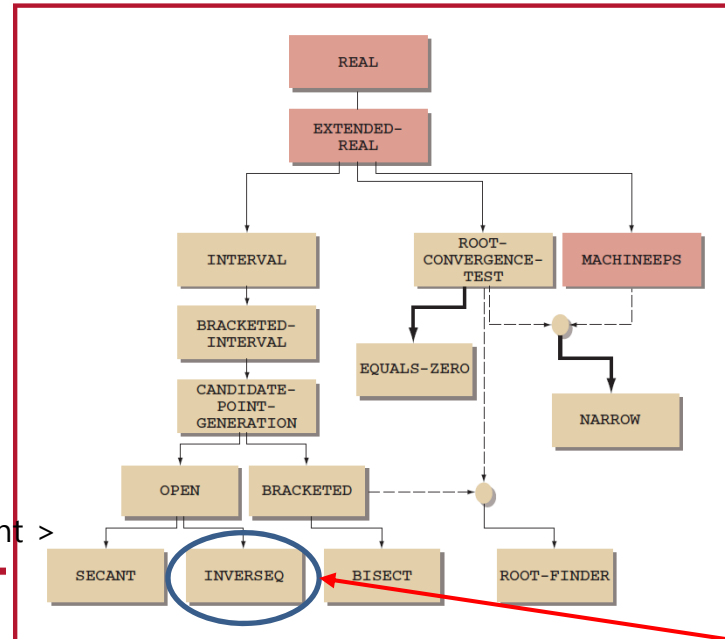 REAL
EXTENDED-
REAL
INTERVAL
ROOT-
CONVERGENCE-
TEST
MACHINEEPS
BRACKETED-
INTERVAL
EQUALS-ZERO
CANDIDATE-
POINT-
GENERATION
NARROW
OPEN
BRACKETED
nt >
SECANT
INVERSEQ
BISECT
ROOT-FINDER